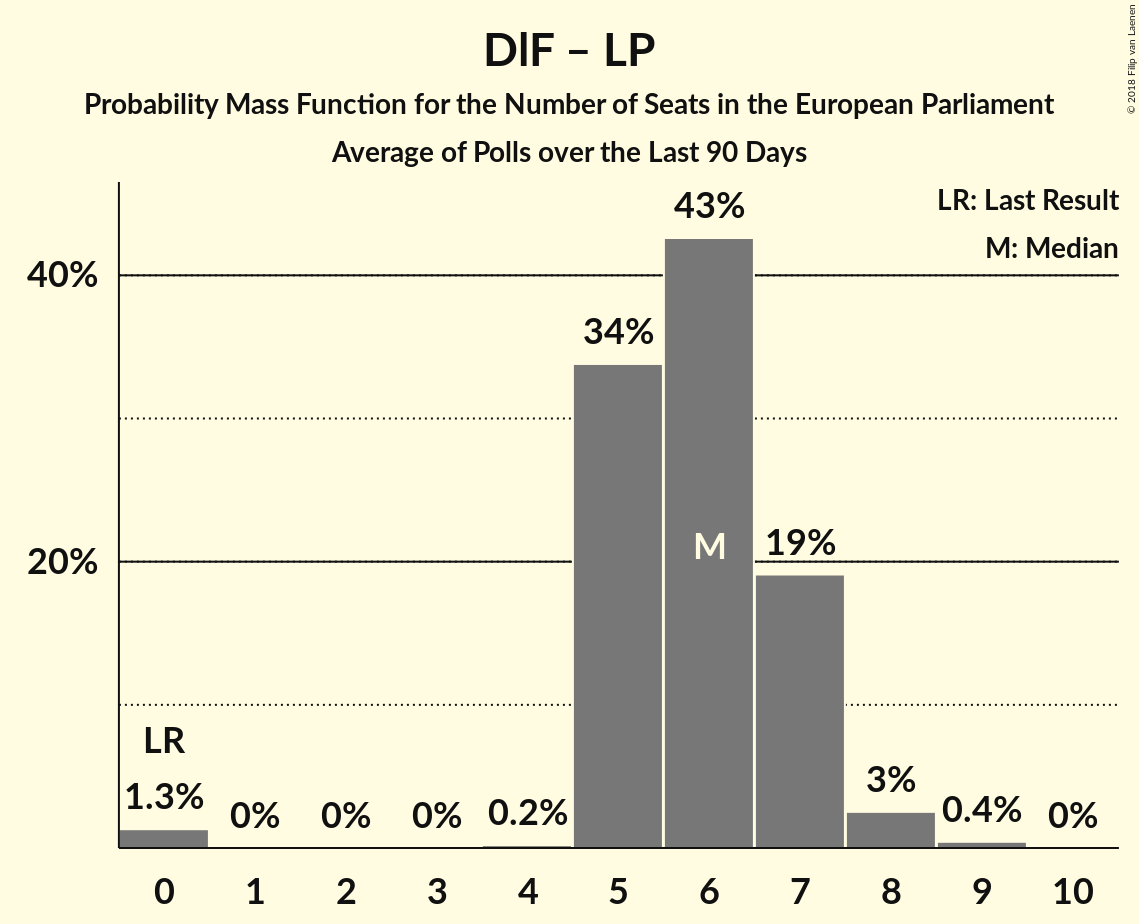 DlF – LP
Probability Mass Function for the Number of Seats in the European Parliament
Average of Polls over the Last 90 Days
© 2018 Filip van Laenen
LR: Last Result
M: Median
43%
40%
34%
M
19%
20%
LR
1.3%
0%
0%
0%
0.2%
3%
0.4%
0%
0 1 2 3 4 5 6 7 8 9 10